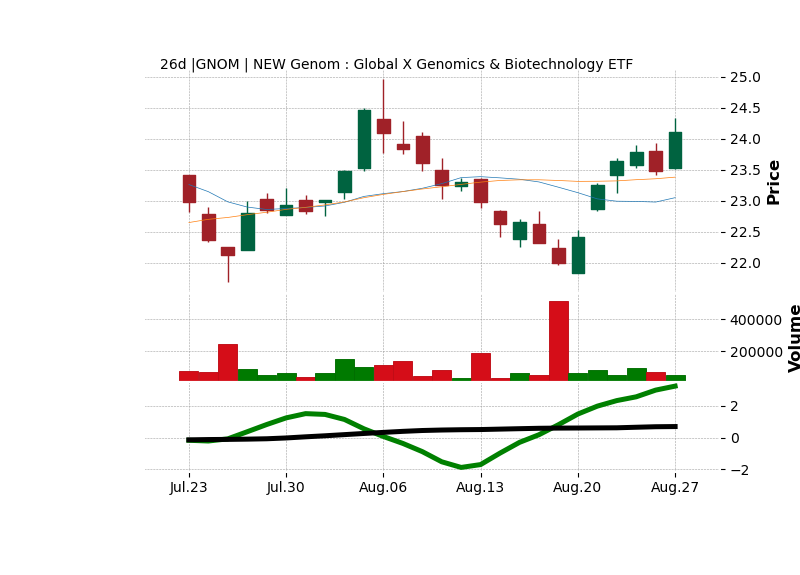 26d |GNOM | NEW Genom : Global X Genomics & Biotechnology ETF
25.0
24.5
24.0
23.5
23.0
22.5
22.0
Price
400000
200000
Volume
2
0
−2
Jul.23
Jul.30
Aug.06
Aug.13
Aug.20
Aug.27